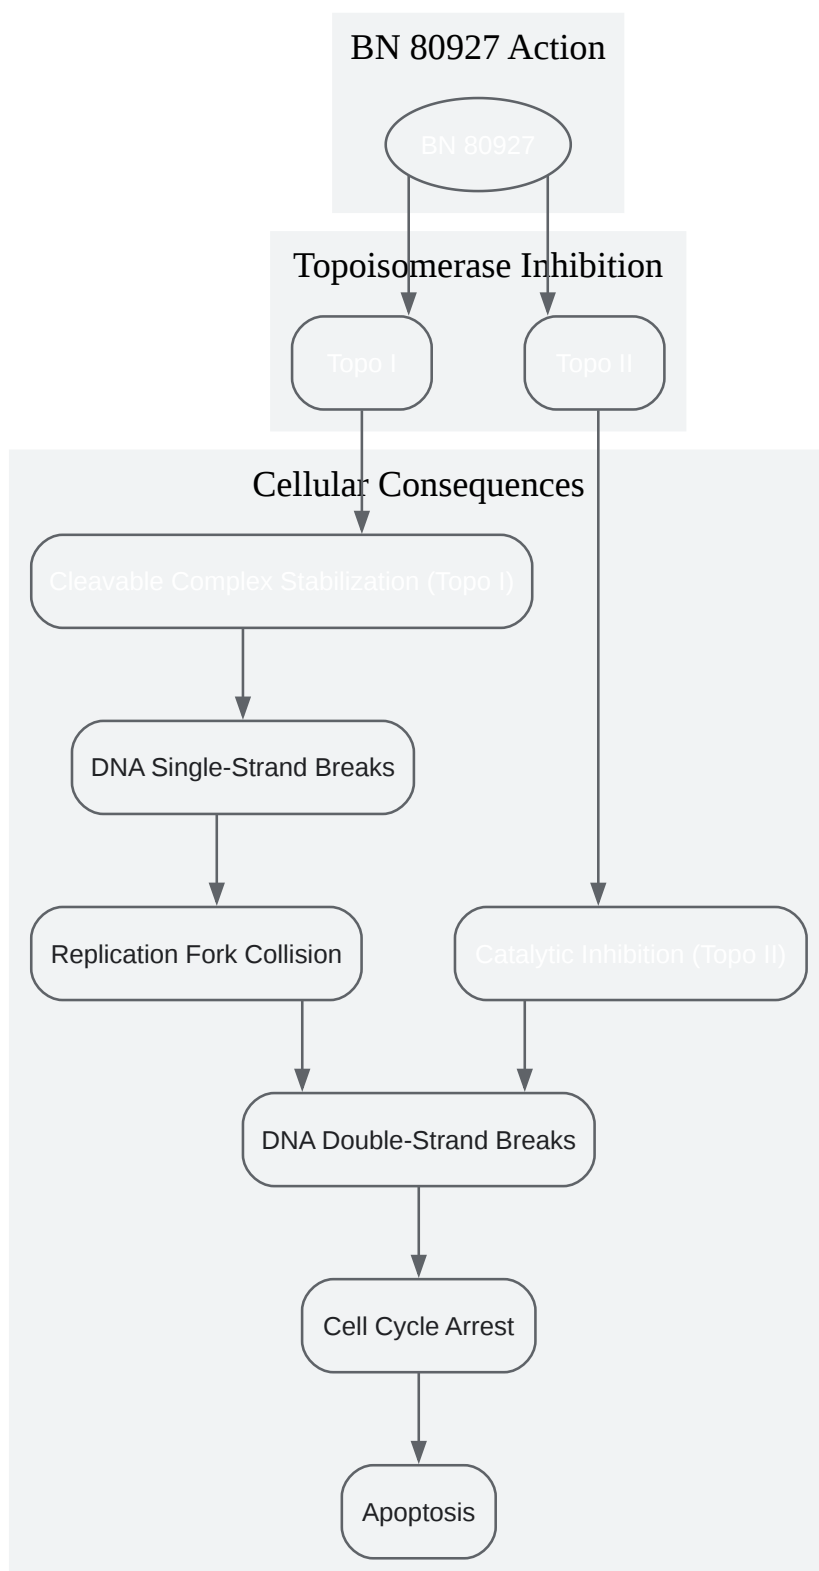 BN 80927 Action
BN 80927
Topoisomerase Inhibition
Topo I
Topo II
Cellular Consequences
Cleavable Complex Stabilization (Topo I)
DNA Single-Strand Breaks
Replication Fork Collision
Catalytic Inhibition (Topo II)
DNA Double-Strand Breaks
Cell Cycle Arrest
Apoptosis